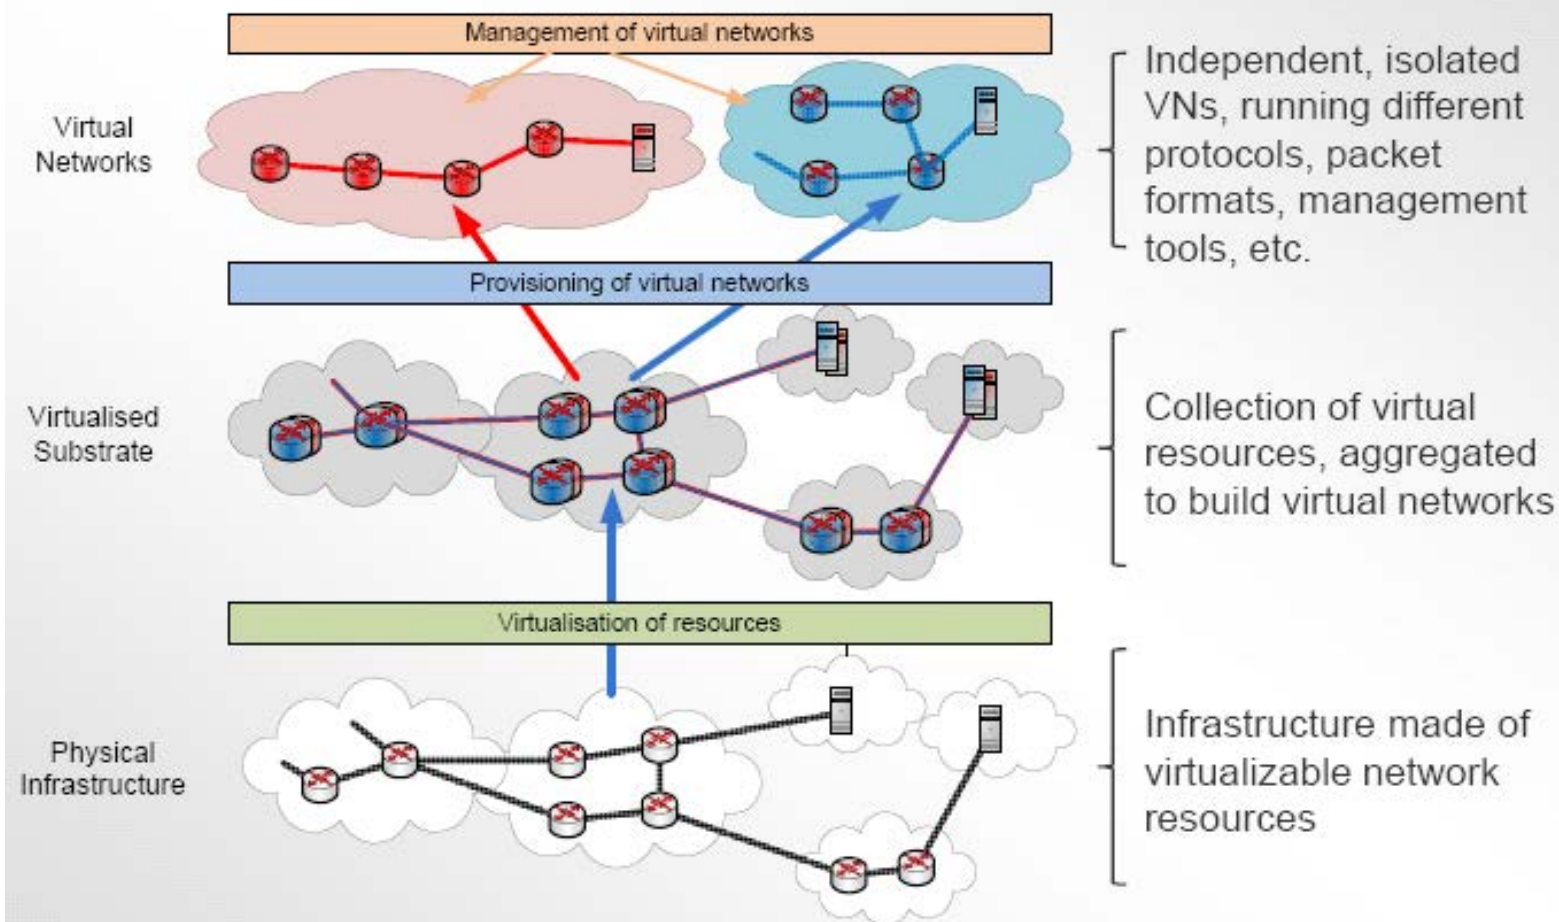 Management of virtual networks
Virtual
Networks
Independent, isolated
VNs, running different
protocols, packet
formats, management
tools, etc.
Provisioning of virtual networks
Virtualised
Substrate
Collection of virtual
resources, aggregated
to build virtual networks
Virtualisation of resources
Physical
Infrastructure
Infrastructure made of
virtualizable network
resources